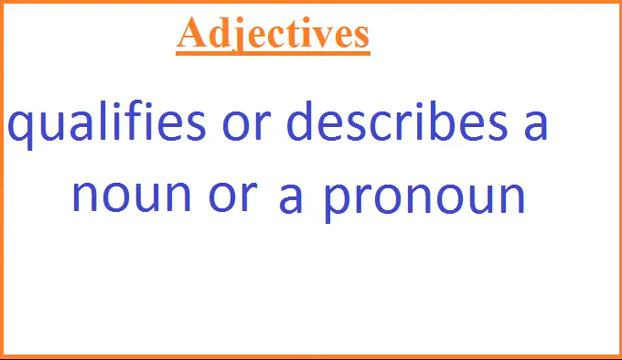 Adjectives
qualifies or describes a
noun or a pronoun